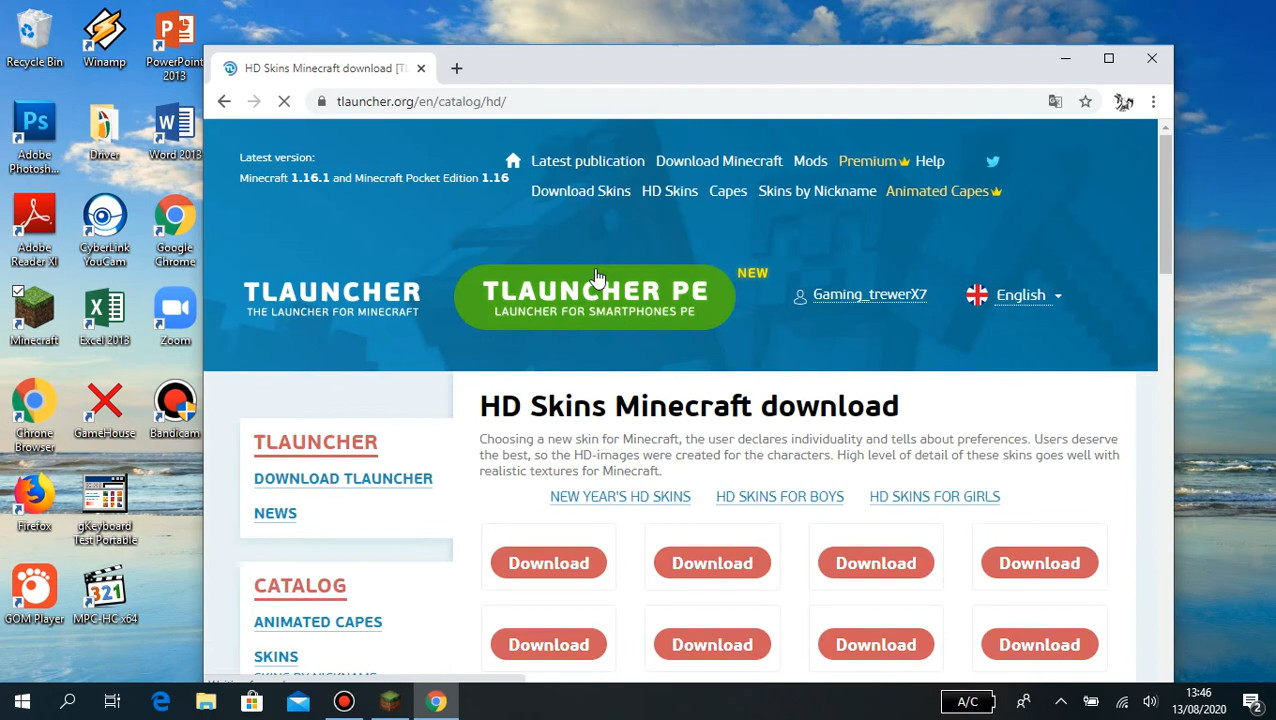 Recycle Bin
Winamp
PowerPoint 2013
Ps
Adobe Photosh...
Driver
Word 2013
Adobe Reader XI
CyberLink YouCam
Google Chrome
Minecraft
Excel 2013
Zoom
Chrome Browser
GameHouse
Bandicam
Firefox
gKeyboard Test Portable
GOM Player
321
MPC-HC x64
HD Skins Minecraft download [TL
tlauncher.org/en/catalog/hd/
Latest version:
Minecraft 1.16.1 and Minecraft Pocket Edition 1.16
Latest publication Download Minecraft Mods Premium Help
Download Skins HD Skins Capes Skins by Nickname Animated Capes
TLAUNCHER
THE LAUNCHER FOR MINECRAFT
TLAUNCHER PE
LAUNCHER FOR SMARTPHONES PE
NEW
Gaming_trewerX7
English
TLAUNCHER
DOWNLOAD TLAUNCHER
NEWS
CATALOG
ANIMATED CAPES
SKINS
SKINS BY NICKNAME
HD Skins Minecraft download
Choosing a new skin for Minecraft, the user declares individuality and tells about preferences. Users deserve
the best, so the HD-images were created for the characters. High level of detail of these skins goes well with
realistic textures for Minecraft.
NEW YEAR'S HD SKINS HD SKINS FOR BOYS HD SKINS FOR GIRLS
Download Download Download Download
Download Download Download Download
A/C
13:46
13/08/2020
2